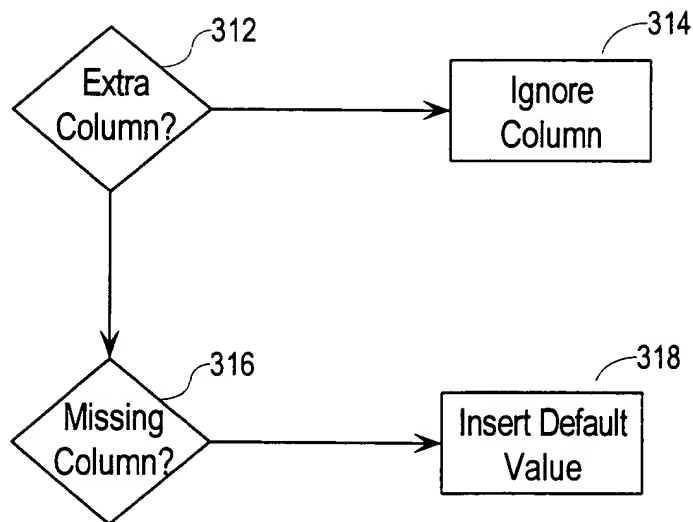 312
Extra
Column?
314
Ignore
Column
316
Missing
Column?
318
Insert Default
Value